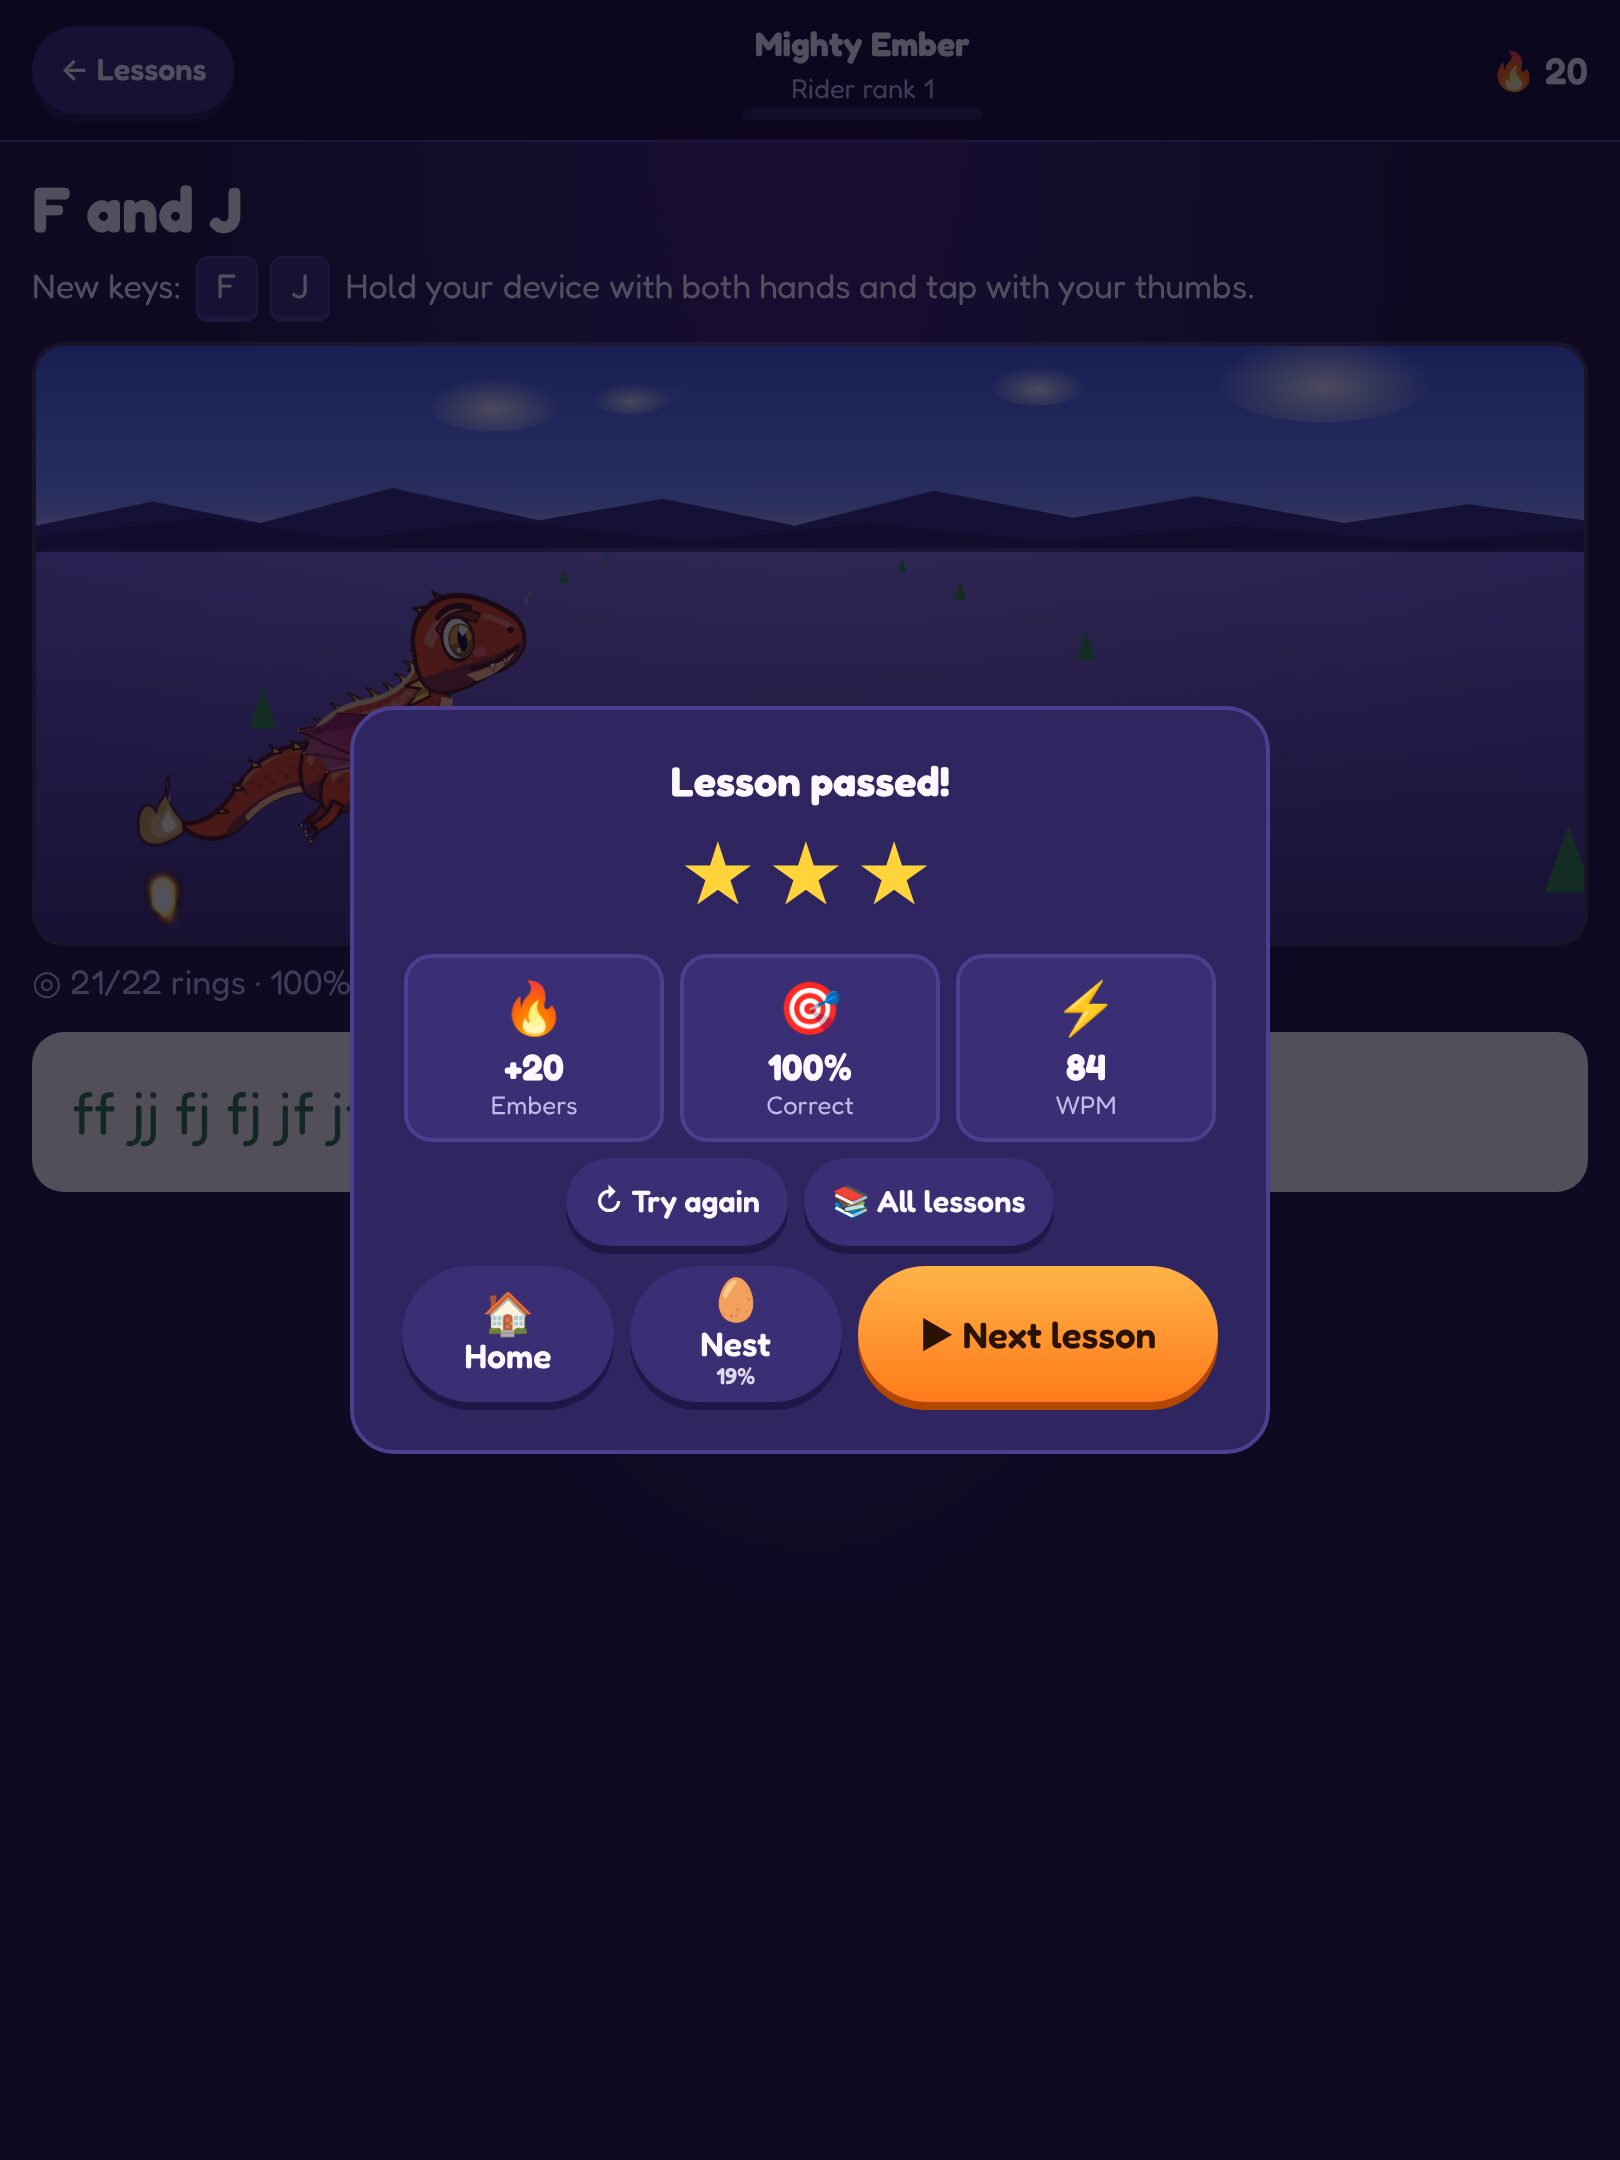 ← Lessons
Mighty Ember
Rider rank 1
🔥 20
F and J
New keys: F J Hold your device with both hands and tap with your thumbs.
Lesson passed!
★ ★ ★
◎ 21/22 rings · 100%
🔥 🎯 ⚡
+20 100% 84
Embers Correct WPM
ff jj fj fj jf
↻ Try again 📚 All lessons
🏠 Home
🥚 Nest
19%
▶ Next lesson